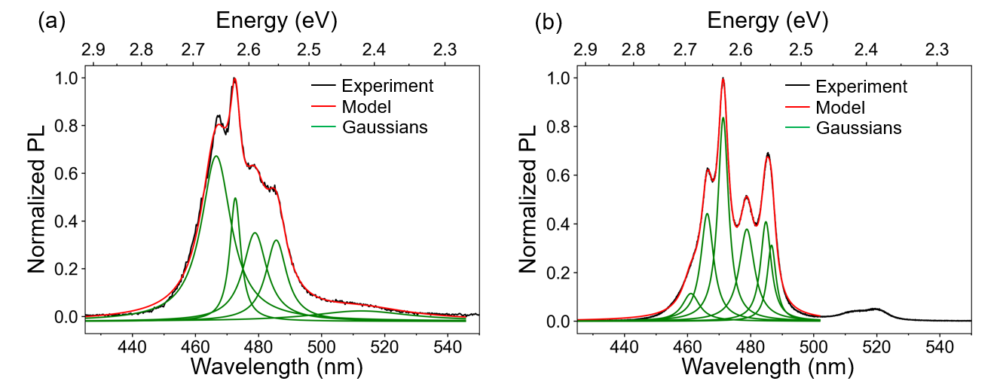 (a)
Energy (eV)
2.9 2.8 2.7 2.6 2.5 2.4 2.3
1.0
0.8
0.6
0.4
0.2
0.0
Normalized PL
Experiment
Model
Gaussians
440 460 480 500 520 540
Wavelength (nm)
(b)
Energy (eV)
2.9 2.8 2.7 2.6 2.5 2.4 2.3
1.0
0.8
0.6
0.4
0.2
0.0
Normalized PL
Experiment
Model
Gaussians
440 460 480 500 520 540
Wavelength (nm)